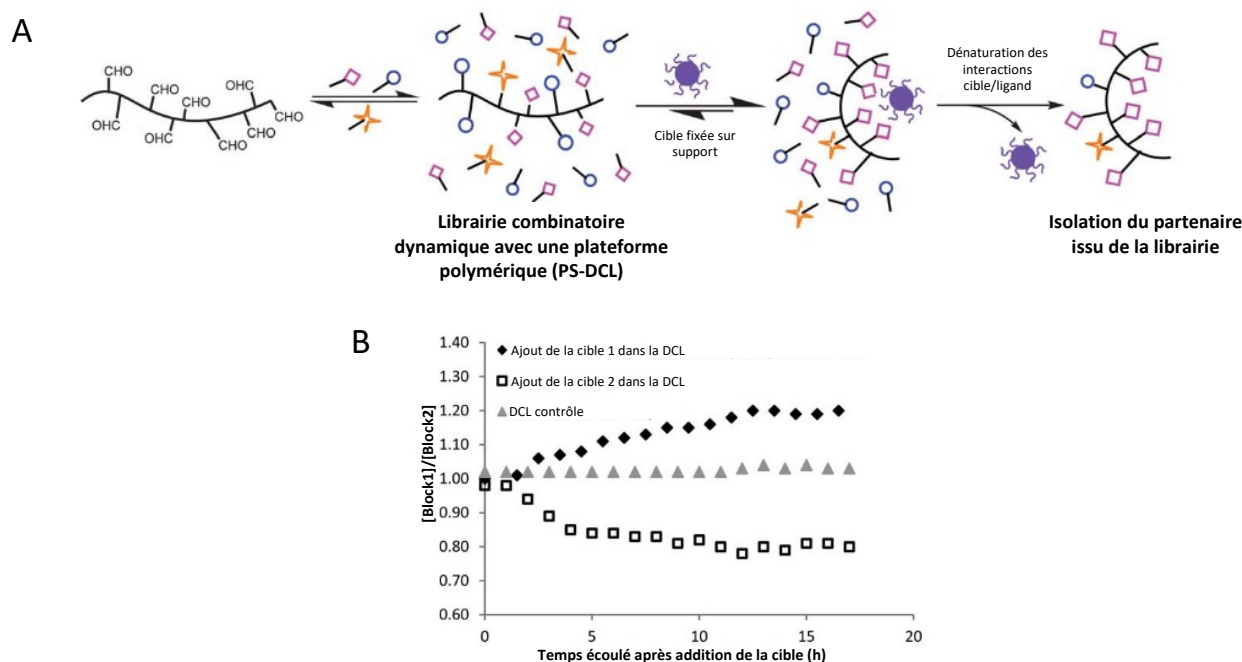 A
CHO
CHO
CHO
CHO
CHO
OHC
OHC
CHO
OHC
CHO
Cible fixée sur
support
Dénaturation des
interactions
cible/ligand
Librairie combinatoire
dynamique avec une plateforme
polymérique (PS-DCL)
Isolation du partenaire
issu de la librairie
B
1.40
1.30
1.20
1.10
1.00
0.90
0.80
0.70
0.60
[Block1]/[Block2]
Ajout de la cible 1 dans la DCL
Ajout de la cible 2 dans la DCL
DCL contrôle
0
5
10
15
20
Temps écoulé après addition de la cible (h)